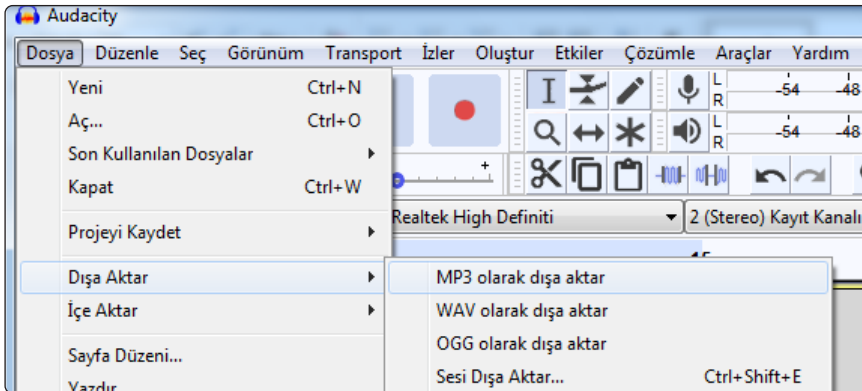 Audacity
Dosya Düzenle Seç Görünüm Transport İzler Oluştur Etkiler Çözümle Araçlar Yardım
Yeni Ctrl+N
Aç... Ctrl+O
Son Kullanılan Dosyalar
Kapat Ctrl+W
Projeyi Kaydet
Dışa Aktar
İçe Aktar
Sayfa Düzeni...
Yazdır
L
R
-54 -48
L
R
-54 -48
Realtek High Definiti
2 (Stereo) Kayıt Kanalı
MP3 olarak dışa aktar
WAV olarak dışa aktar
OGG olarak dışa aktar
Sesi Dışa Aktar... Ctrl+Shift+E